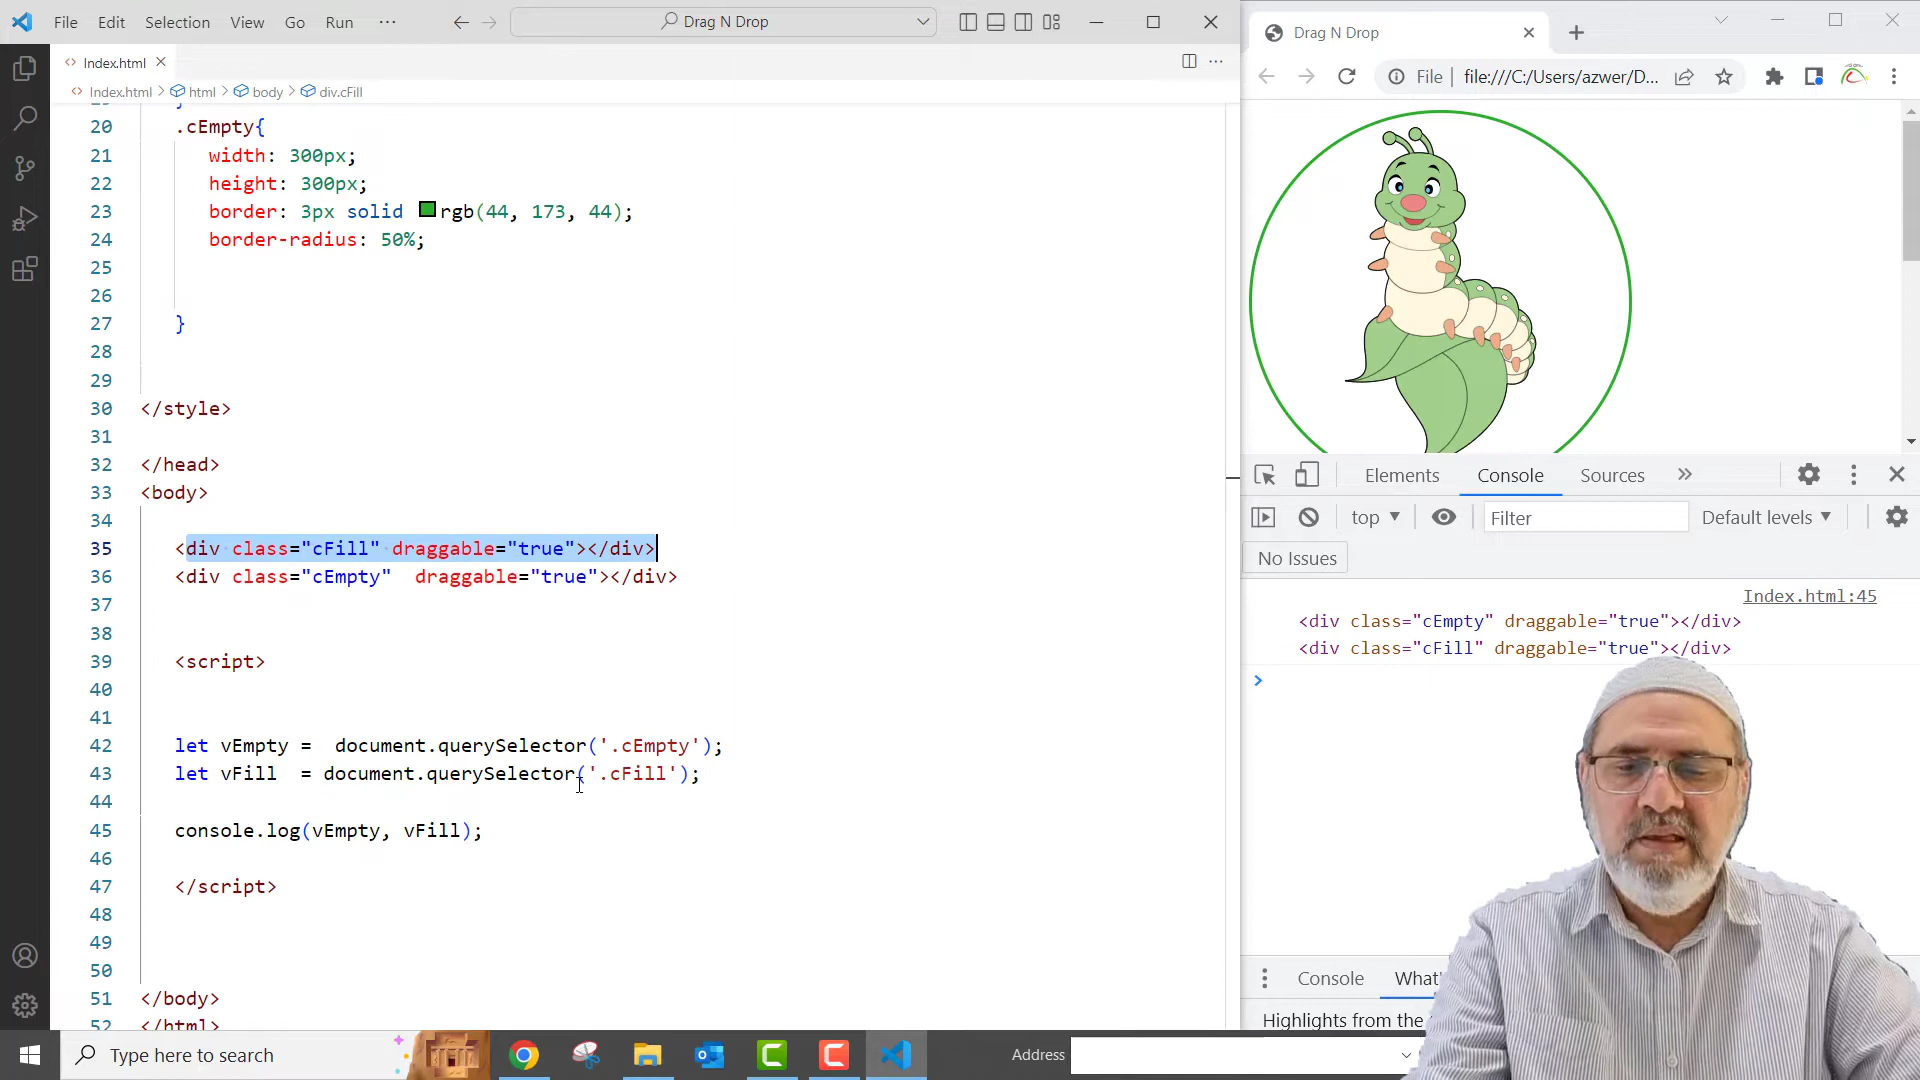 File Edit Selection View Go Run ··· Drag N Drop
Index.html
Index.html > html > body > div.cFill
20 .cEmpty{
21 width: 300px;
22 height: 300px;
23 border: 3px solid rgb(44, 173, 44);
24 border-radius: 50%;
25
26
27 }
28
29
30 </style>
31
32 </head>
33 <body>
34
35 <div class="cFill" draggable="true"></div>
36 <div class="cEmpty"  draggable="true"></div>
37
38
39 <script>
40
41
42 let vEmpty =  document.querySelector('.cEmpty');
43 let vFill  = document.querySelector('.cFill');
44
45 console.log(vEmpty, vFill);
46
47 </script>
48
49
50
51 </body>
52 </html>
Drag N Drop
File file:///C:/Users/azwer/D...
Elements Console Sources
top Filter Default levels
No Issues
Index.html:45
<div class="cEmpty" draggable="true"></div>
<div class="cFill" draggable="true"></div>
Console What'
Highlights from the
Type here to search
Address